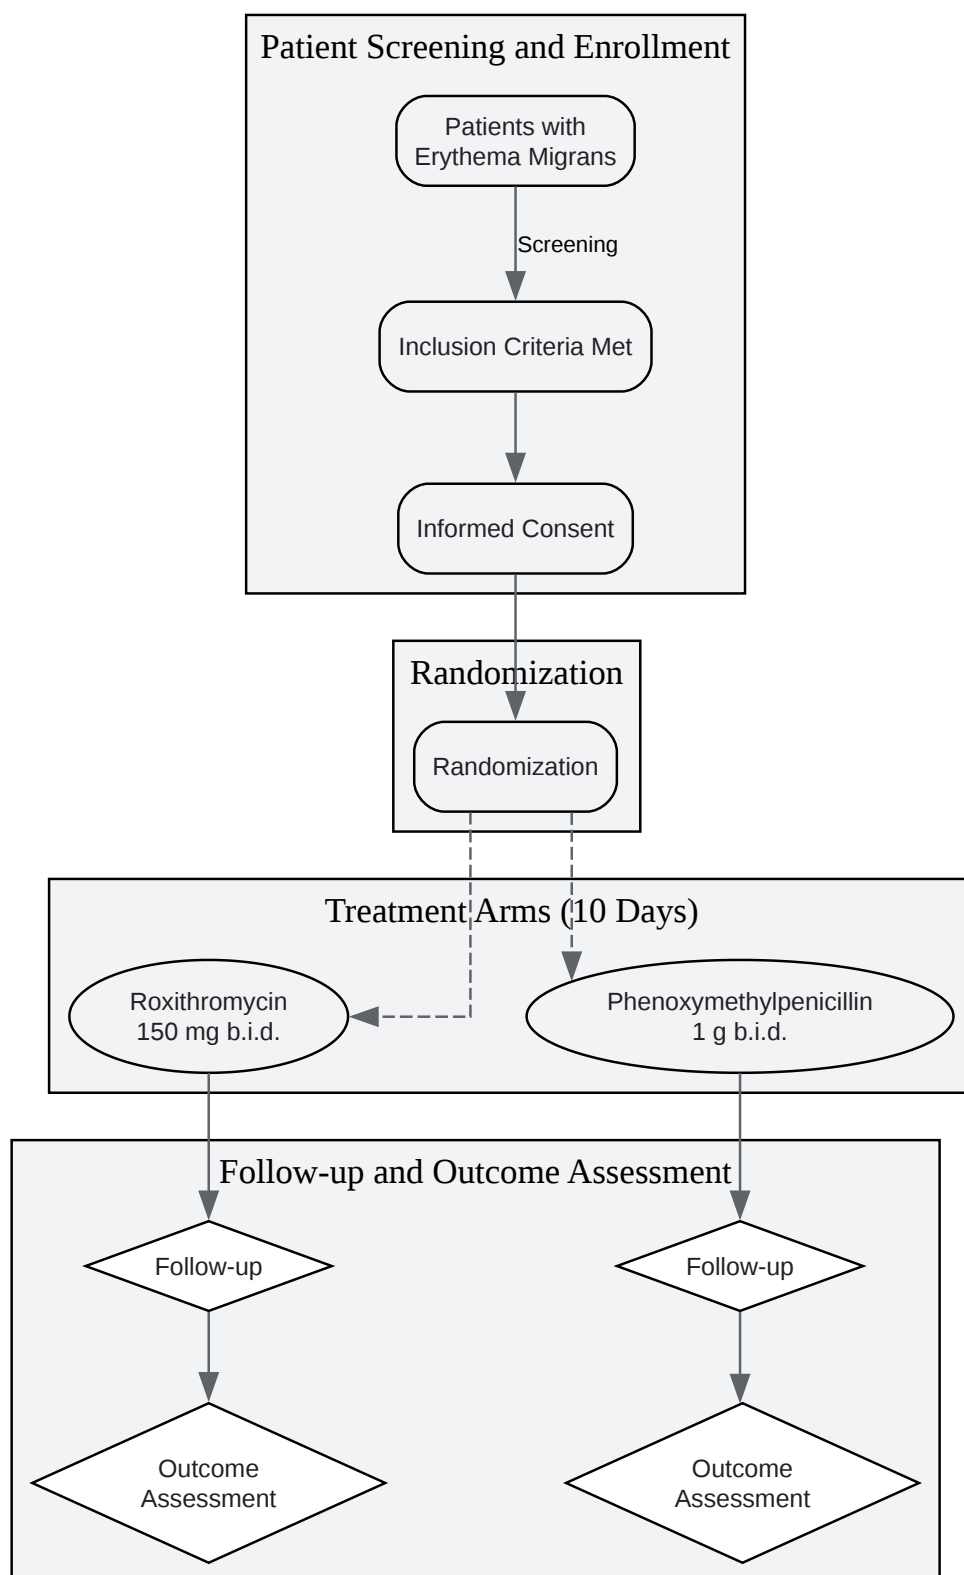 Patient Screening and Enrollment
Patients with
Erythema Migrans
Screening
Inclusion Criteria Met
Informed Consent
Randomization
Randomization
Treatment Arms (10 Days)
Roxithromycin
150 mg b.i.d.
Phenoxymethylpenicillin
1 g b.i.d.
Follow-up and Outcome Assessment
Follow-up
Follow-up
Outcome
Assessment
Outcome
Assessment